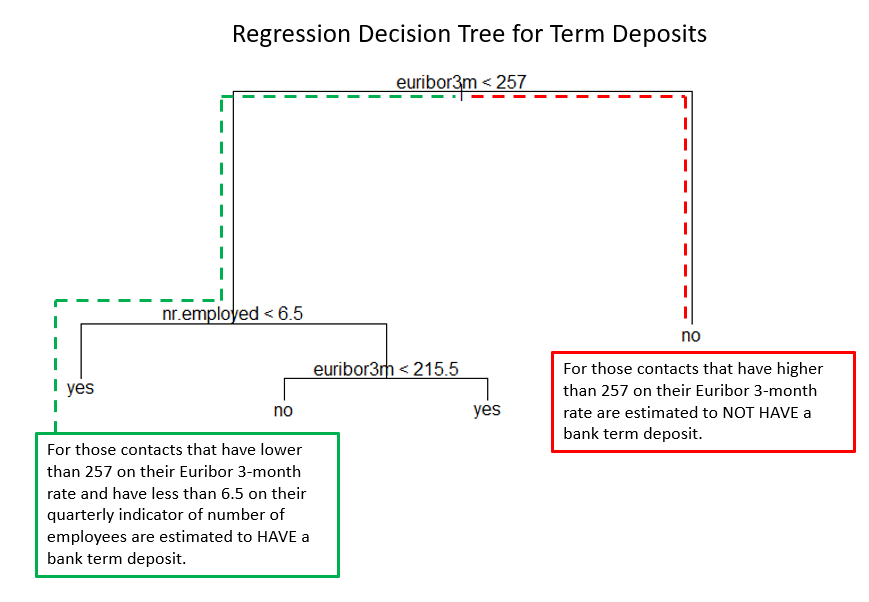 Regression Decision Tree for Term Deposits
euribor3m < 257
nr.employed < 6.5
no
yes
euribor3m < 215.5
no
yes
For those contacts that have higher
than 257 on their Euribor 3-month
rate are estimated to NOT HAVE a
bank term deposit.
For those contacts that have lower
than 257 on their Euribor 3-month
rate and have less than 6.5 on their
quarterly indicator of number of
employees are estimated to HAVE a
bank term deposit.